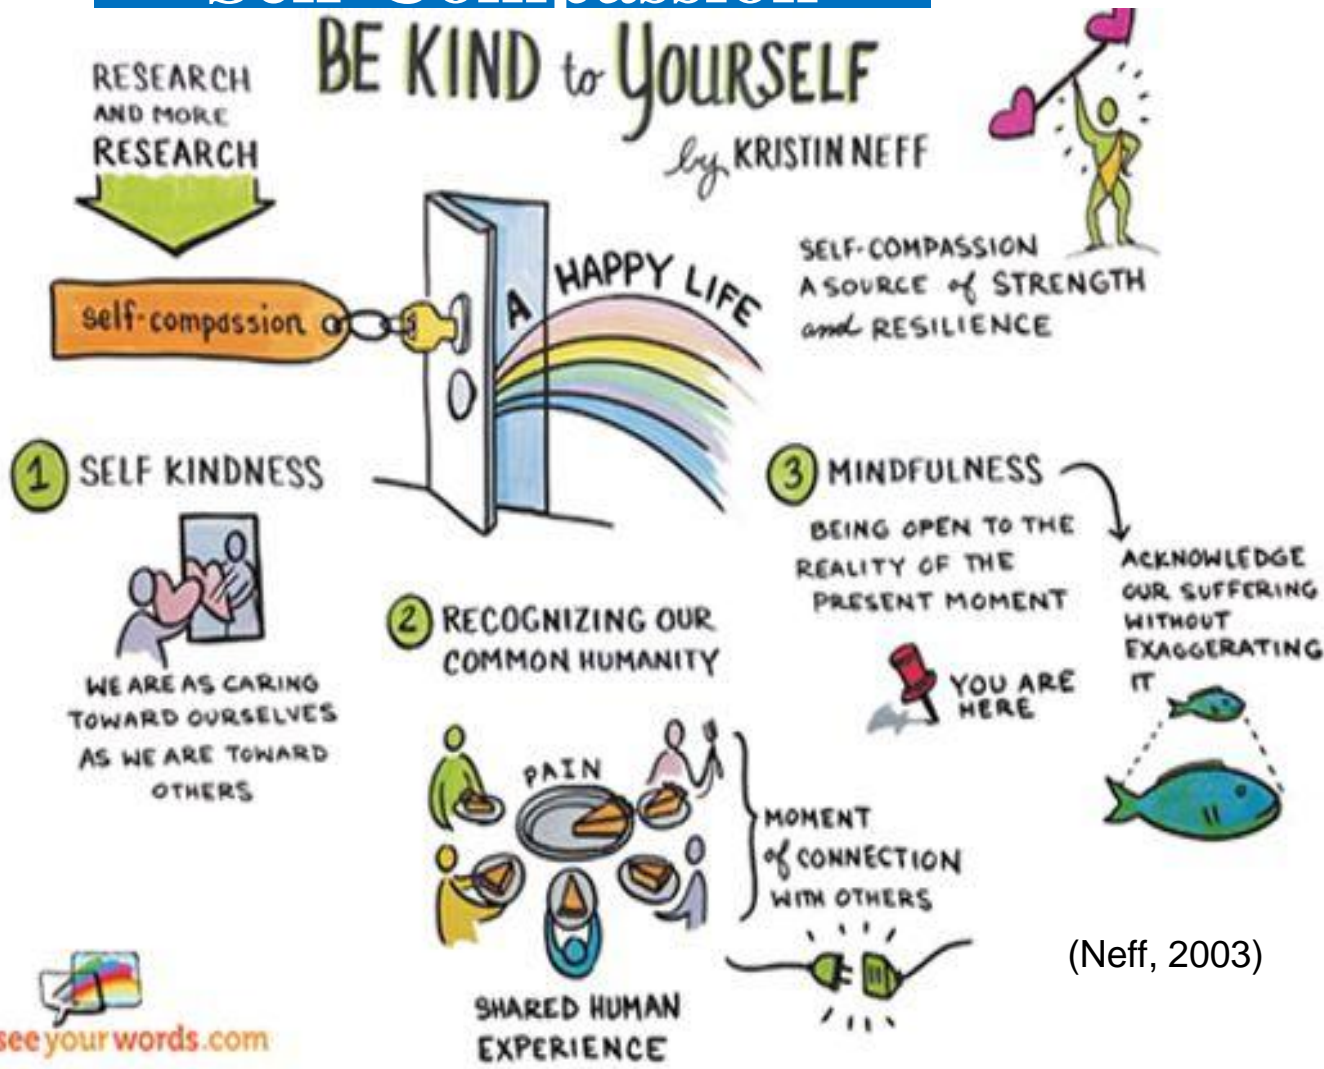 Self-Compassion
BE KIND to YOURSELF
by KRISTIN NEFF
RESEARCH
AND MORE
RESEARCH
self-compassion
A HAPPY LIFE
SELF-COMPASSION
A SOURCE of STRENGTH
and RESILIENCE
1 SELF KINDNESS
WE ARE AS CARING
TOWARD OURSELVES
AS WE ARE TOWARD
OTHERS
2 RECOGNIZING OUR
COMMON HUMANITY
PAIN
MOMENT
of CONNECTION
WITH OTHERS
SHARED HUMAN
EXPERIENCE
3 MINDFULNESS
BEING OPEN TO THE
REALITY OF THE
PRESENT MOMENT
YOU ARE
HERE
ACKNOWLEDGE
OUR SUFFERING
WITHOUT
EXAGGERATING
IT
(Neff, 2003)
seeyourwords.com